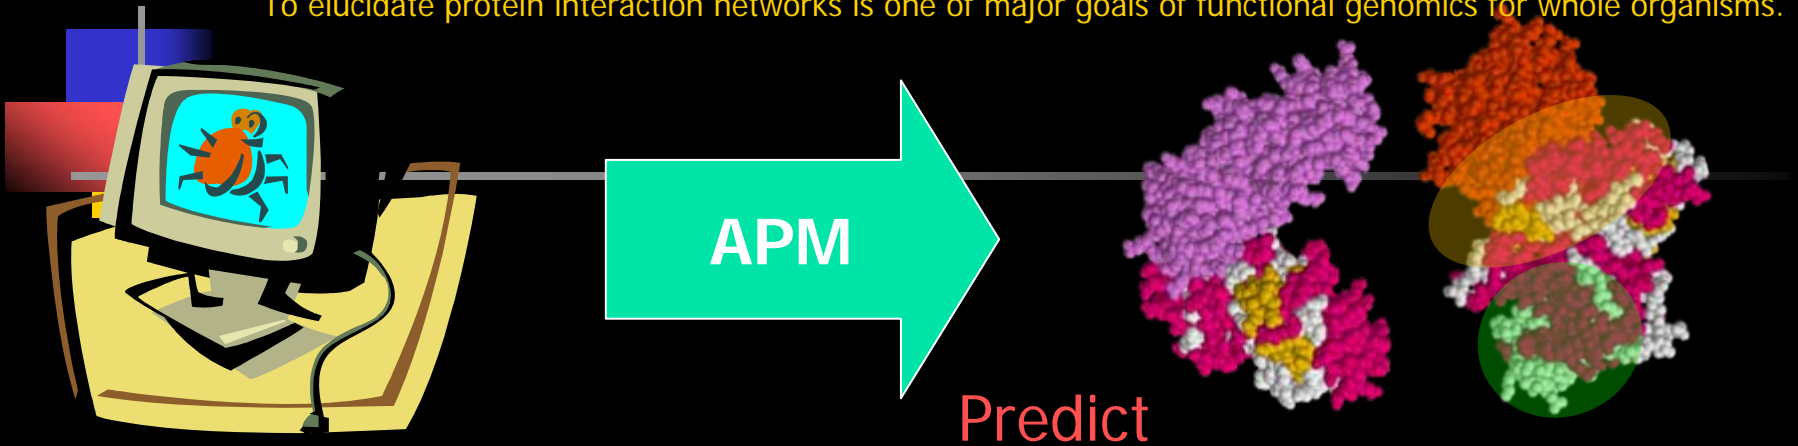 To elucidate protein interaction networks is one of major goals of functional genomics for whole organisms.
APM
Predict